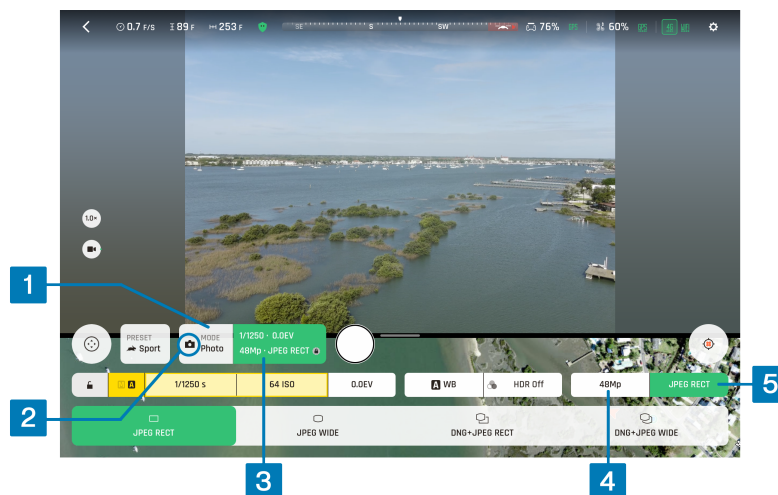 0.7 F/S 89 F 253 F SE S SW 76% GPS 60% 4G
1.0×
1
PRESET MODE 1/1250 · 0.0EV
Sport Photo 48Mp · JPEG RECT
A 1/1250 s 64 ISO 0.0EV A WB HDR Off 48Mp JPEG RECT 5
2
JPEG RECT JPEG WIDE DNG+JPEG RECT DNG+JPEG WIDE
3 4